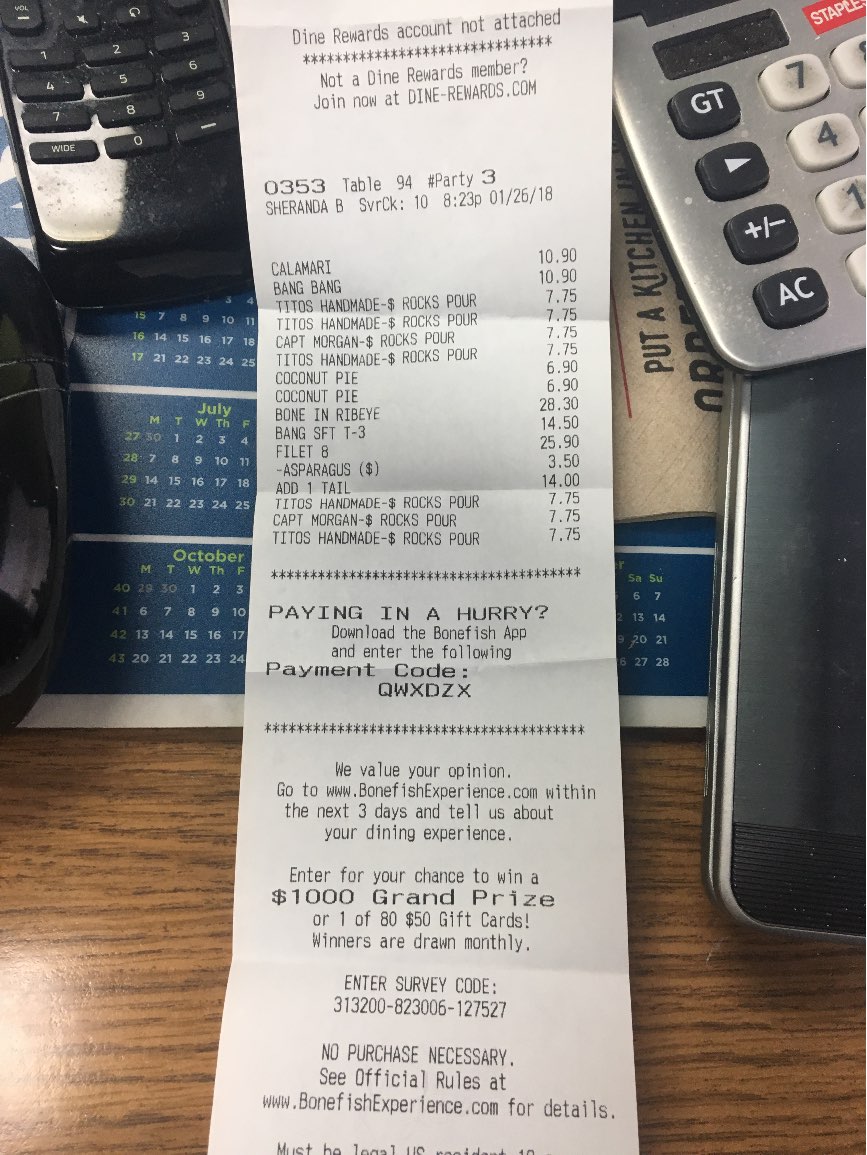 Dine Rewards account not attached
************************************
Not a Dine Rewards member?
Join now at DINE-REWARDS.COM
0353 Table 94 #Party 3
SHERANDA B SvrCk: 10 8:23p 01/26/18
CALAMARI 10.90
BANG BANG 10.90
TITOS HANDMADE-$ ROCKS POUR 7.75
TITOS HANDMADE-$ ROCKS POUR 7.75
CAPT MORGAN-$ ROCKS POUR 7.75
TITOS HANDMADE-$ ROCKS POUR 7.75
COCONUT PIE 6.90
COCONUT PIE 6.90
BONE IN RIBEYE 28.30
BANG SFT T-3 14.50
FILET 8 25.90
-ASPARAGUS ($) 3.50
ADD 1 TAIL 14.00
TITOS HANDMADE-$ ROCKS POUR 7.75
CAPT MORGAN-$ ROCKS POUR 7.75
TITOS HANDMADE-$ ROCKS POUR 7.75
****************************************
PAYING IN A HURRY?
Download the Bonefish App
and enter the following
Payment Code:
QWXDZX
****************************************
We value your opinion.
Go to www.BonefishExperience.com within
the next 3 days and tell us about
your dining experience.
Enter for your chance to win a
$1000 Grand Prize
or 1 of 80 $50 Gift Cards!
Winners are drawn monthly.
ENTER SURVEY CODE:
313200-823006-127527
NO PURCHASE NECESSARY.
See Official Rules at
www.BonefishExperience.com for details.
Must be legal US resident
VOL
1 2 3
4 5 6
7 8 9
WIDE 0
3 4
15 7 8 9 10 11
16 14 15 16 17 18
17 21 22 23 24 25
July
M T W Th F
27 30 1 2 3 4
28 7 8 9 10 11
29 14 15 16 17 18
30 21 22 23 24 25
October
M T W Th F
40 29 30 1 2 3
41 6 7 8 9 10
42 13 14 15 16 17
43 20 21 22 23 24
Sa Su
6 7
13 14
20 21
27 28
STAPLES
GT 7
4
+/- 1
AC
PUT A KITCHEN IN